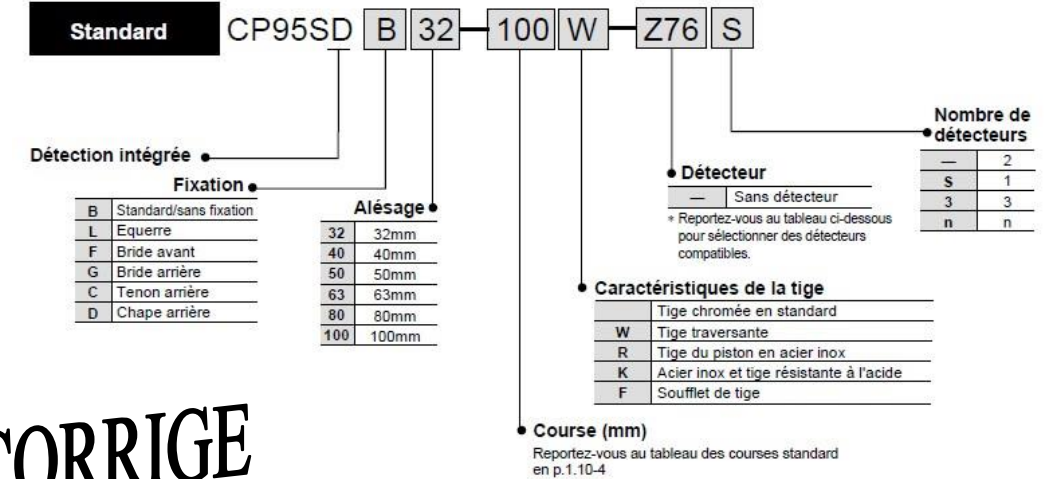 Standard CP95SD B 32 - 100 W - Z76 S
Détection intégrée
Fixation
B Standard/sans fixation
L Equerre
F Bride avant
G Bride arrière
C Tenon arrière
D Chape arrière
Alésage
32 32mm
40 40mm
50 50mm
63 63mm
80 80mm
100 100mm
Nombre de
détecteurs
— 2
S 1
3 3
n n
Détecteur
— Sans détecteur
* Reportez-vous au tableau ci-dessous
pour sélectionner des détecteurs
compatibles.
Caractéristiques de la tige
Tige chromée en standard
W Tige traversante
R Tige du piston en acier inox
K Acier inox et tige résistante à l'acide
F Soufflet de tige
Course (mm)
Reportez-vous au tableau des courses standard
en p.1.10-4
CORRIGE